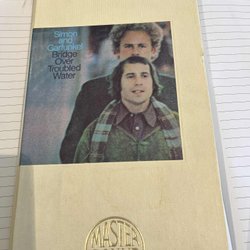 Simon
and
Garfunkel
Bridge
Over
Troubled
Water
MASTER